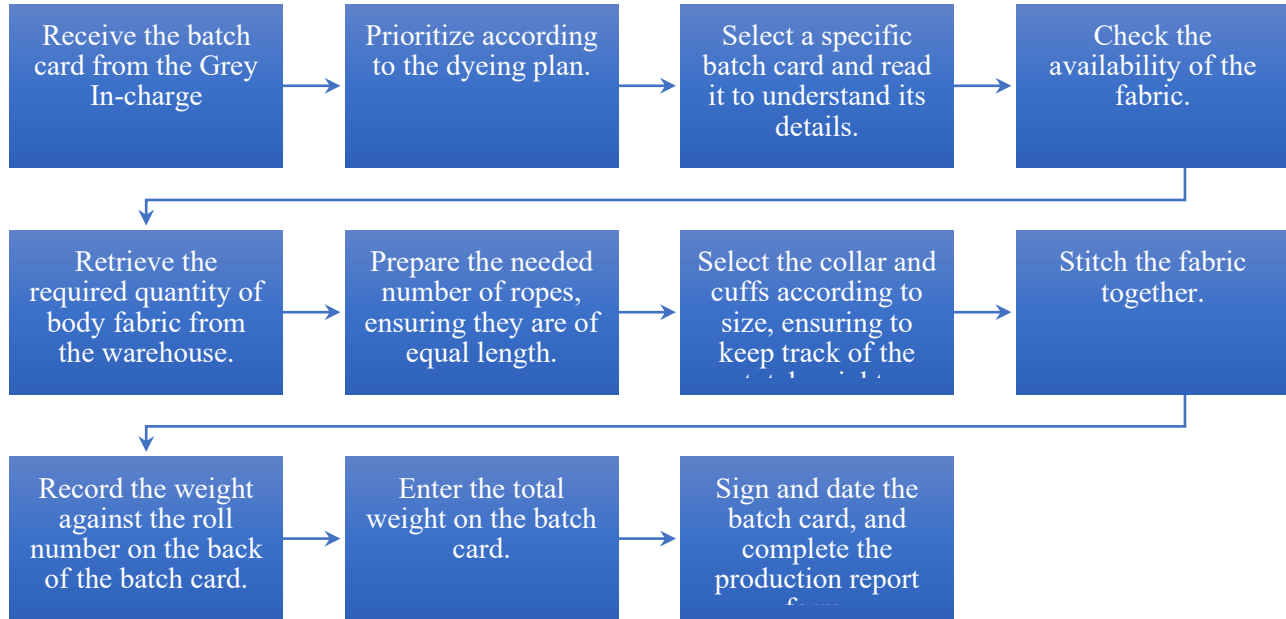 Receive the batch
card from the Grey
In-charge
Prioritize according
to the dyeing plan.
Select a specific
batch card and read
it to understand its
details.
Check the
availability of the
fabric.
Retrieve the
required quantity of
body fabric from
the warehouse.
Prepare the needed
number of ropes,
ensuring they are of
equal length.
Select the collar and
cuffs according to
size, ensuring to
keep track of the
Stitch the fabric
together.
Record the weight
against the roll
number on the back
of the batch card.
Enter the total
weight on the batch
card.
Sign and date the
batch card, and
complete the
production report